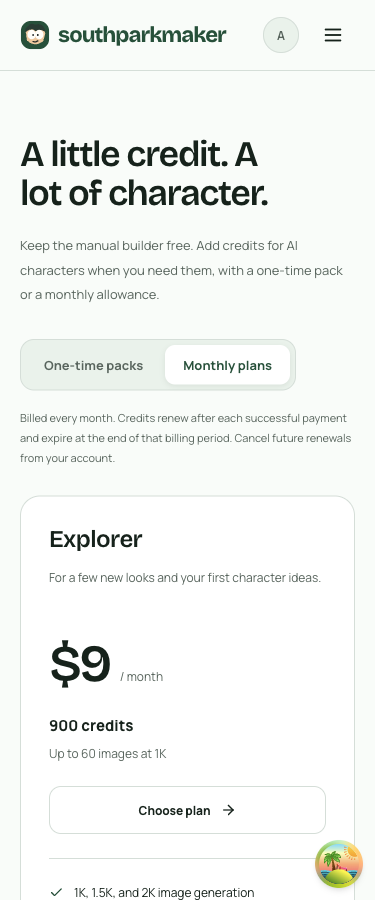 southparkmaker
A
A little credit. A
lot of character.
Keep the manual builder free. Add credits for AI
characters when you need them, with a one-time pack
or a monthly allowance.
One-time packs
Monthly plans
Billed every month. Credits renew after each successful payment
and expire at the end of that billing period. Cancel future renewals
from your account.
Explorer
For a few new looks and your first character ideas.
$9 / month
900 credits
Up to 60 images at 1K
Choose plan
1K, 1.5K, and 2K image generation